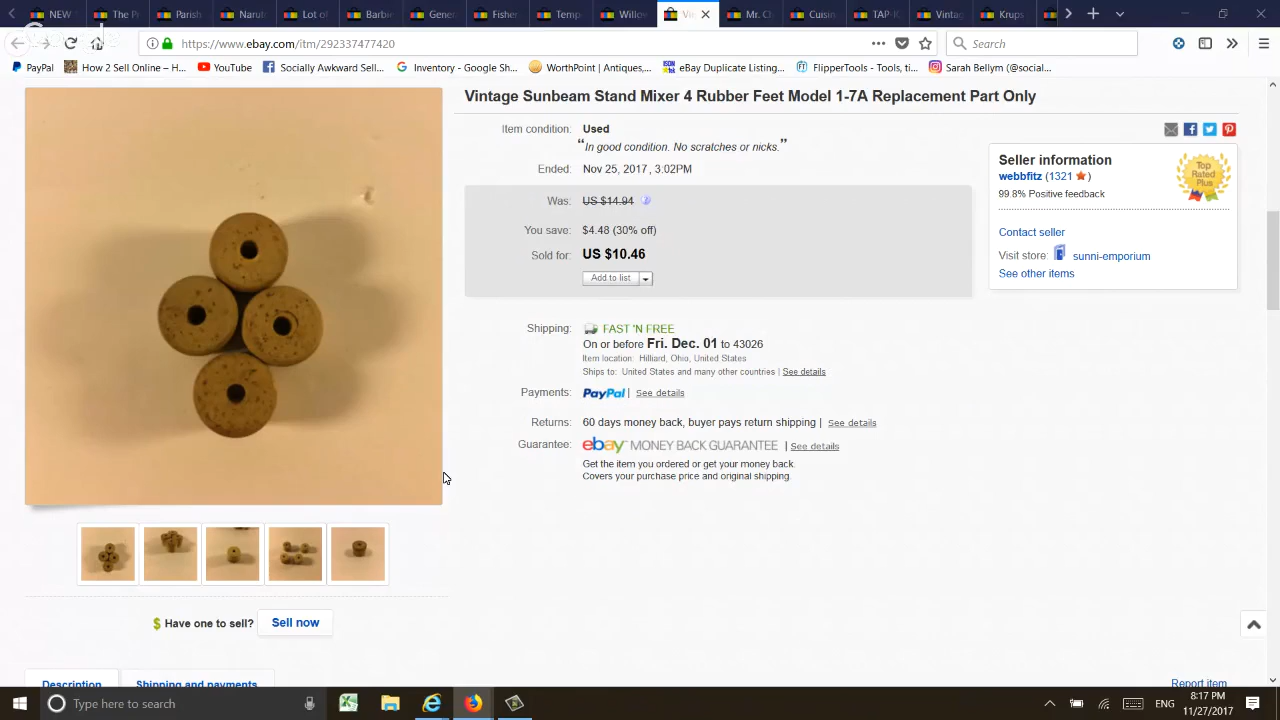 NEW
The P
Parish
Narut
Lot of
Barbie
Gener
Fisher
Temp
Willov
Mr. C
Cuisin
TAP-K
Vintag
Krups
https://www.ebay.com/itm/292337477420
Search
PayPal
How 2 Sell Online – H...
YouTube
Socially Awkward Sell...
Inventory - Google Sh...
WorthPoint | Antiques,...
eBay Duplicate Listing...
FlipperTools - Tools, ti...
Sarah Bellym (@social...
Vintage Sunbeam Stand Mixer 4 Rubber Feet Model 1-7A Replacement Part Only
Item condition: Used
“In good condition. No scratches or nicks.”
Ended: Nov 25, 2017 , 3:02PM
Was: US $14.94
You save: $4.48 (30% off)
Sold for: US $10.46
Add to list
Shipping: FAST 'N FREE
On or before Fri. Dec. 01 to 43026
Item location: Hilliard, Ohio, United States
Ships to: United States and many other countries | See details
Payments: PayPal | See details
Returns: 60 days money back, buyer pays return shipping | See details
Guarantee: ebay MONEY BACK GUARANTEE | See details
Get the item you ordered or get your money back.
Covers your purchase price and original shipping.
Seller information
webbfitz (1321 )
99.8% Positive feedback
Top
Rated
Plus
Contact seller
Visit store: sunni-emporium
See other items
$ Have one to sell? Sell now
Description
Shipping and payments
Report item
Type here to search
ENG
8:17 PM
11/27/2017